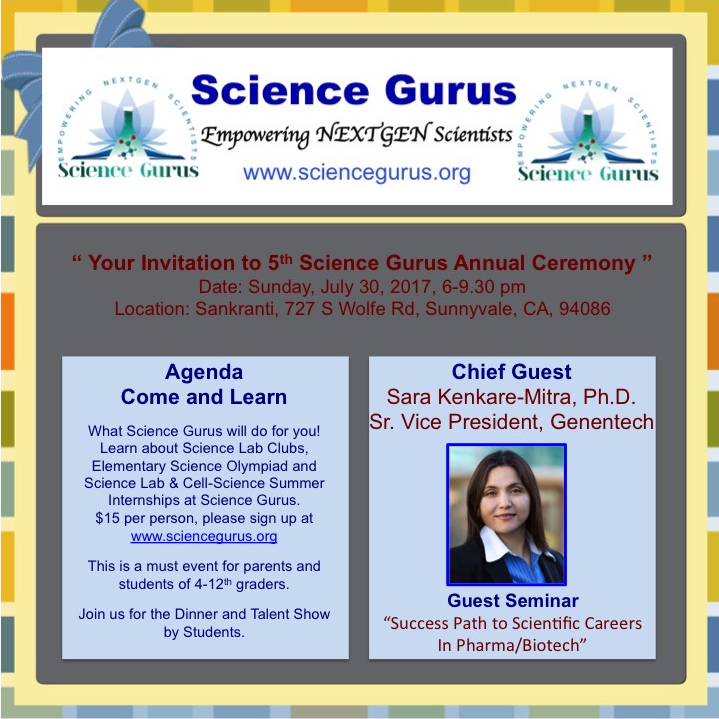 EMPOWERING NEXTGEN SCIENTISTS
Science Gurus
Science Gurus
Empowering NEXTGEN Scientists
www.sciencegurus.org
EMPOWERING NEXTGEN SCIENTISTS
Science Gurus
“ Your Invitation to 5th Science Gurus Annual Ceremony ”
Date: Sunday, July 30, 2017, 6-9.30 pm
Location: Sankranti, 727 S Wolfe Rd, Sunnyvale, CA, 94086
Agenda
Come and Learn
What Science Gurus will do for you!
Learn about Science Lab Clubs,
Elementary Science Olympiad and
Science Lab & Cell-Science Summer
Internships at Science Gurus.
$15 per person, please sign up at
www.sciencegurus.org
This is a must event for parents and
students of 4-12th graders.
Join us for the Dinner and Talent Show
by Students.
Chief Guest
Sara Kenkare-Mitra, Ph.D.
Sr. Vice President, Genentech
Guest Seminar
“Success Path to Scientific Careers
In Pharma/Biotech”